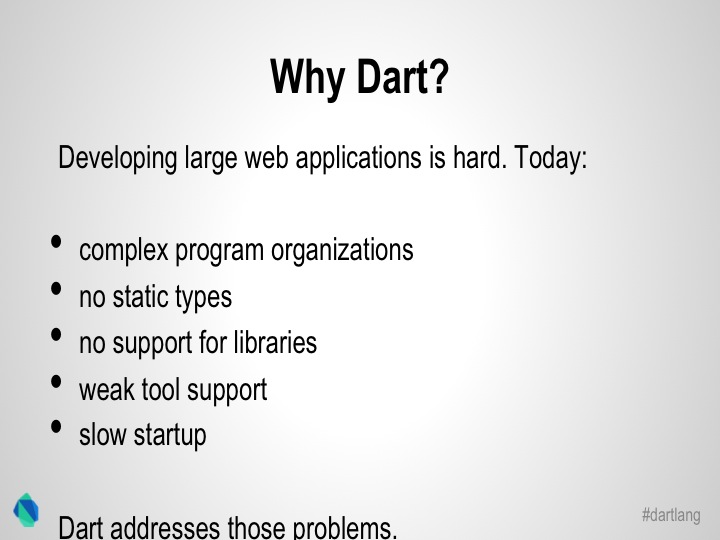 Why Dart?
Developing large web applications is hard. Today:
• complex program organizations
• no static types
• no support for libraries
• weak tool support
• slow startup
Dart addresses those problems.
#dartlang